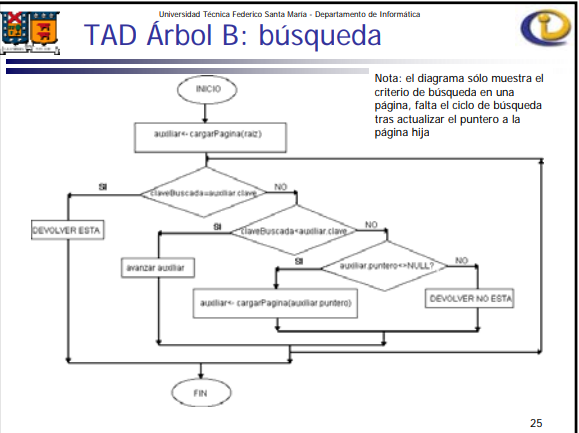 Universidad Técnica Federico Santa María - Departamento de Informática
TAD Árbol B: búsqueda
Nota: el diagrama sólo muestra el
criterio de búsqueda en una
página, falta el ciclo de búsqueda
tras actualizar el puntero a la
página hija
INICIO
auxiliar<-cargarPagina(raiz)
SI
claveBuscada=auxiliar.clave
NO
DEVOLVER ESTA
SI
claveBuscada<auxiliar.clave
NO
avanzar auxiliar
SI
auxiliar.puntero<>NULL?
NO
auxiliar<- cargarPagina(auxiliar.puntero)
DEVOLVER NO ESTA
FIN
25